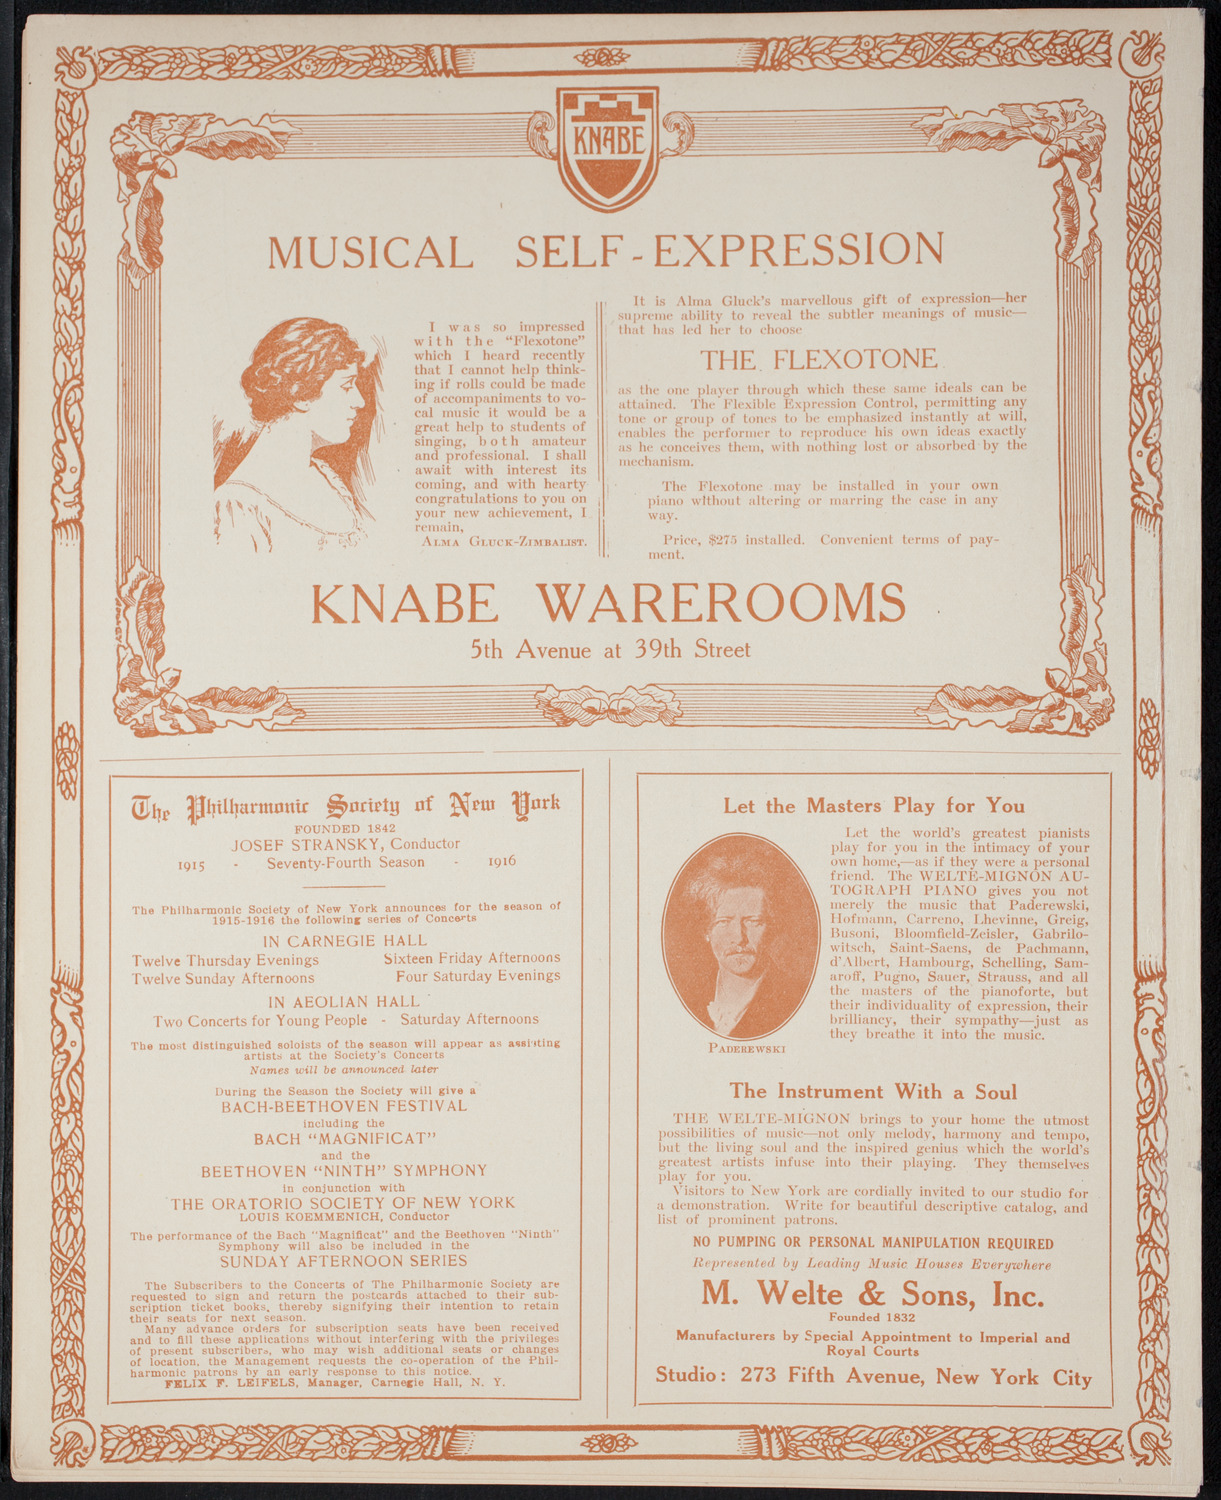 KNABE
MUSICAL SELF-EXPRESSION
I was so impressed
with the "Flexotone"
which I heard recently
that I cannot help think-
ing if rolls could be made
of accompaniments to vo-
cal music it would be a
great help to students of
singing, both amateur
and professional. I shall
await with interest its
coming, and with hearty
congratulations to you on
your new achievement, I
remain,
ALMA GLUCK-ZIMBALIST.
It is Alma Gluck's marvellous gift of expression—her
supreme ability to reveal the subtler meanings of music—
that has led her to choose
THE FLEXOTONE
as the one player through which these same ideals can be
attained. The Flexible Expression Control, permitting any
tone or group of tones to be emphasized instantly at will,
enables the performer to reproduce his own ideas exactly
as he conceives them, with nothing lost or absorbed by the
mechanism.
The Flexotone may be installed in your own
piano without altering or marring the case in any
way.
Price, $275 installed. Convenient terms of pay-
ment.
KNABE WAREROOMS
5th Avenue at 39th Street
The Philharmonic Society of New York
FOUNDED 1842
JOSEF STRANSKY, Conductor
1915 - Seventy-Fourth Season - 1916
The Philharmonic Society of New York announces for the season of
1915-1916 the following series of Concerts
IN CARNEGIE HALL
Twelve Thursday Evenings Sixteen Friday Afternoons
Twelve Sunday Afternoons Four Saturday Evenings
IN AEOLIAN HALL
Two Concerts for Young People - Saturday Afternoons
The most distinguished soloists of the season will appear as assisting
artists at the Society's Concerts
Names will be announced later
During the Season the Society will give a
BACH-BEETHOVEN FESTIVAL
including the
BACH "MAGNIFICAT"
and the
BEETHOVEN "NINTH" SYMPHONY
in conjunction with
THE ORATORIO SOCIETY OF NEW YORK
LOUIS KOEMMENICH, Conductor
The performance of the Bach "Magnificat" and the Beethoven "Ninth"
Symphony will also be included in the
SUNDAY AFTERNOON SERIES
The Subscribers to the Concerts of The Philharmonic Society are
requested to sign and return the postcards attached to their sub-
scription ticket books, thereby signifying their intention to retain
their seats for next season.
Many advance orders for subscription seats have been received
and to fill these applications without interfering with the privileges
of present subscribers, who may wish additional seats or changes
of location, the Management requests the co-operation of the Phil-
harmonic patrons by an early response to this notice.
FELIX F. LEIFELS, Manager, Carnegie Hall, N. Y.
Let the Masters Play for You
Let the world's greatest pianists
play for you in the intimacy of your
own home,—as if they were a personal
friend. The WELTE-MIGNON AU-
TOGRAPH PIANO gives you not
merely the music that Paderewski,
Hofmann, Carreno, Lhevinne, Greig,
Busoni, Bloomfield-Zeisler, Gabrilo-
witsch, Saint-Saens, de Pachmann,
d'Albert, Hambourg, Schelling, Sam-
aroff, Pugno, Sauer, Strauss, and all
the masters of the pianoforte, but
their individuality of expression, their
brilliancy, their sympathy—just as
they breathe it into the music.
PADEREWSKI
The Instrument With a Soul
THE WELTE-MIGNON brings to your home the utmost
possibilities of music—not only melody, harmony and tempo,
but the living soul and the inspired genius which the world's
greatest artists infuse into their playing. They themselves
play for you.
Visitors to New York are cordially invited to our studio for
a demonstration. Write for beautiful descriptive catalog, and
list of prominent patrons.
NO PUMPING OR PERSONAL MANIPULATION REQUIRED
Represented by Leading Music Houses Everywhere
M. Welte & Sons, Inc.
Founded 1832
Manufacturers by Special Appointment to Imperial and
Royal Courts
Studio: 273 Fifth Avenue, New York City